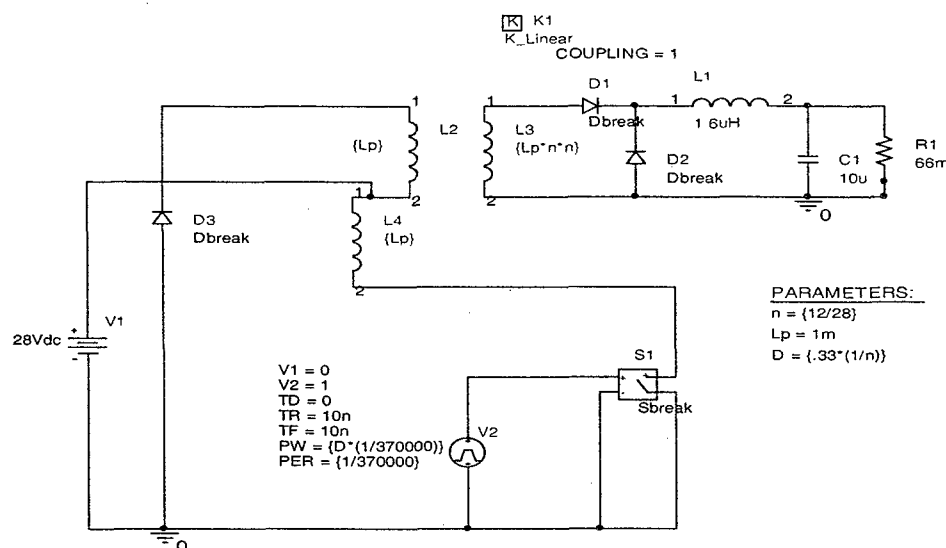 K K1
K_Linear
COUPLING = 1
D1
L1
1
1
1
2
Dbreak
1 6uH
{Lp}
L2
L3
{Lp*n*n}
D2
Dbreak
C1
10u
R1
66m
1
2
2
0
D3
Dbreak
L4
{Lp}
2
PARAMETERS:
n = {12/28}
Lp = 1m
D = {.33*(1/n)}
V1
28Vdc
+
-
S1
+
+
-
Sbreak
V1 = 0
V2 = 1
TD = 0
TR = 10n
TF = 10n
PW = {D*(1/370000)}
PER = {1/370000}
V2
+
-
0